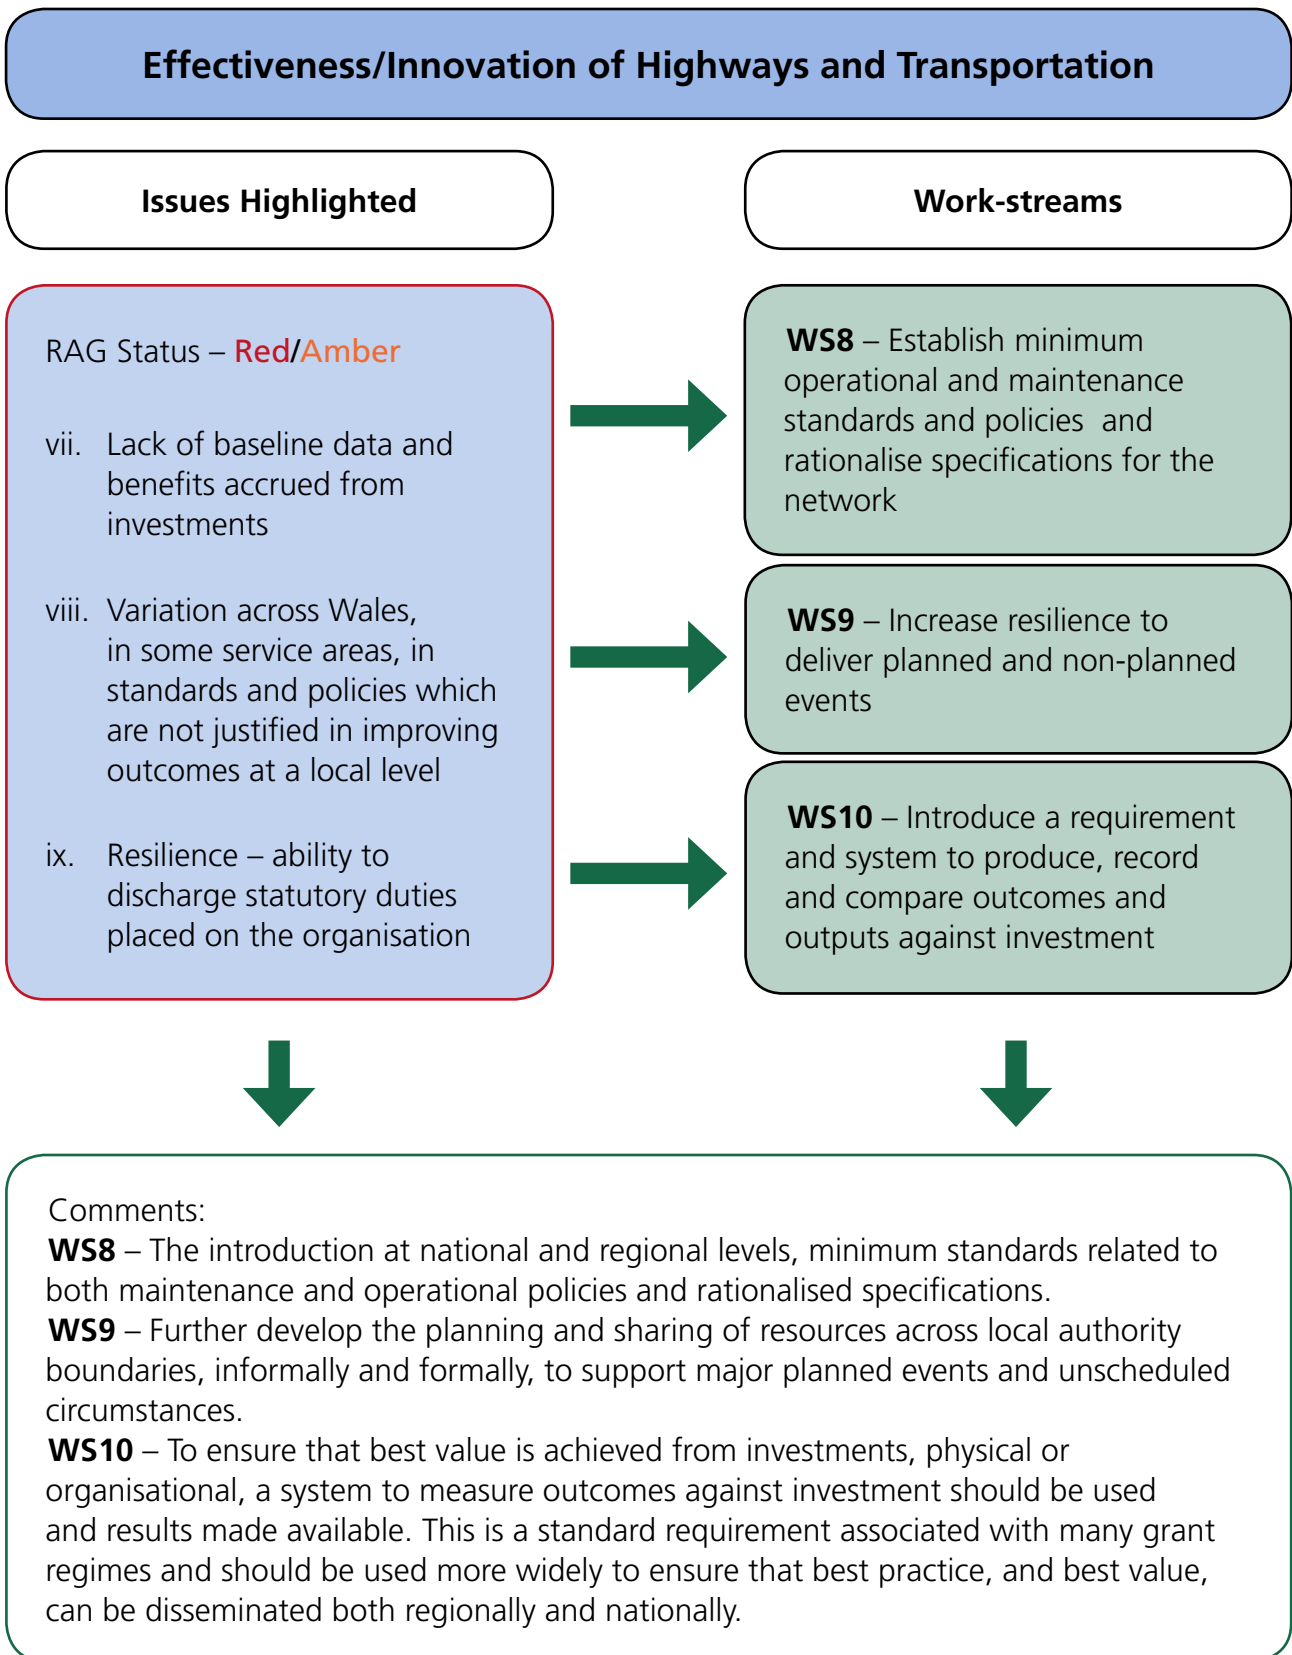 Effectiveness/Innovation of Highways and Transportation
Issues Highlighted
Work-streams
RAG Status – Red/Amber
vii. Lack of baseline data and
benefits accrued from
investments
viii. Variation across Wales,
in some service areas, in
standards and policies which
are not justified in improving
outcomes at a local level
ix. Resilience – ability to
discharge statutory duties
placed on the organisation
WS8 – Establish minimum
operational and maintenance
standards and policies and
rationalise specifications for the
network
WS9 – Increase resilience to
deliver planned and non-planned
events
WS10 – Introduce a requirement
and system to produce, record
and compare outcomes and
outputs against investment
Comments:
WS8 – The introduction at national and regional levels, minimum standards related to
both maintenance and operational policies and rationalised specifications.
WS9 – Further develop the planning and sharing of resources across local authority
boundaries, informally and formally, to support major planned events and unscheduled
circumstances.
WS10 – To ensure that best value is achieved from investments, physical or
organisational, a system to measure outcomes against investment should be used
and results made available. This is a standard requirement associated with many grant
regimes and should be used more widely to ensure that best practice, and best value,
can be disseminated both regionally and nationally.